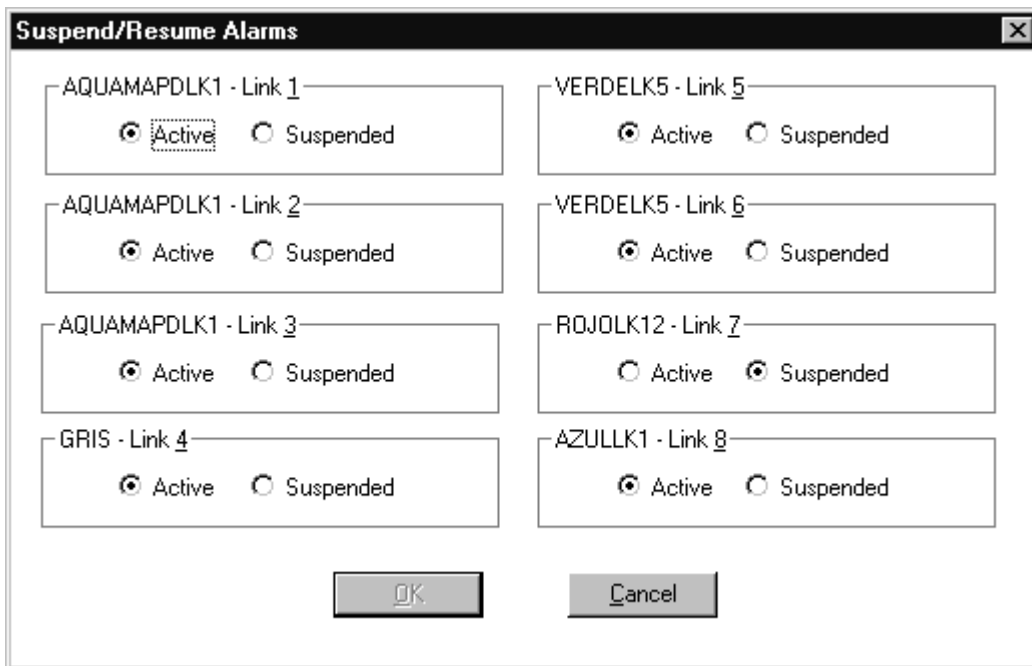 Suspend/Resume Alarms
AQUAMAPDLK1 - Link 1
Active Suspended
AQUAMAPDLK1 - Link 2
Active Suspended
AQUAMAPDLK1 - Link 3
Active Suspended
GRIS - Link 4
Active Suspended
VERDELK5 - Link 5
Active Suspended
VERDELK5 - Link 6
Active Suspended
ROJOLK12 - Link 7
Active Suspended
AZULLK1 - Link 8
Active Suspended
OK Cancel